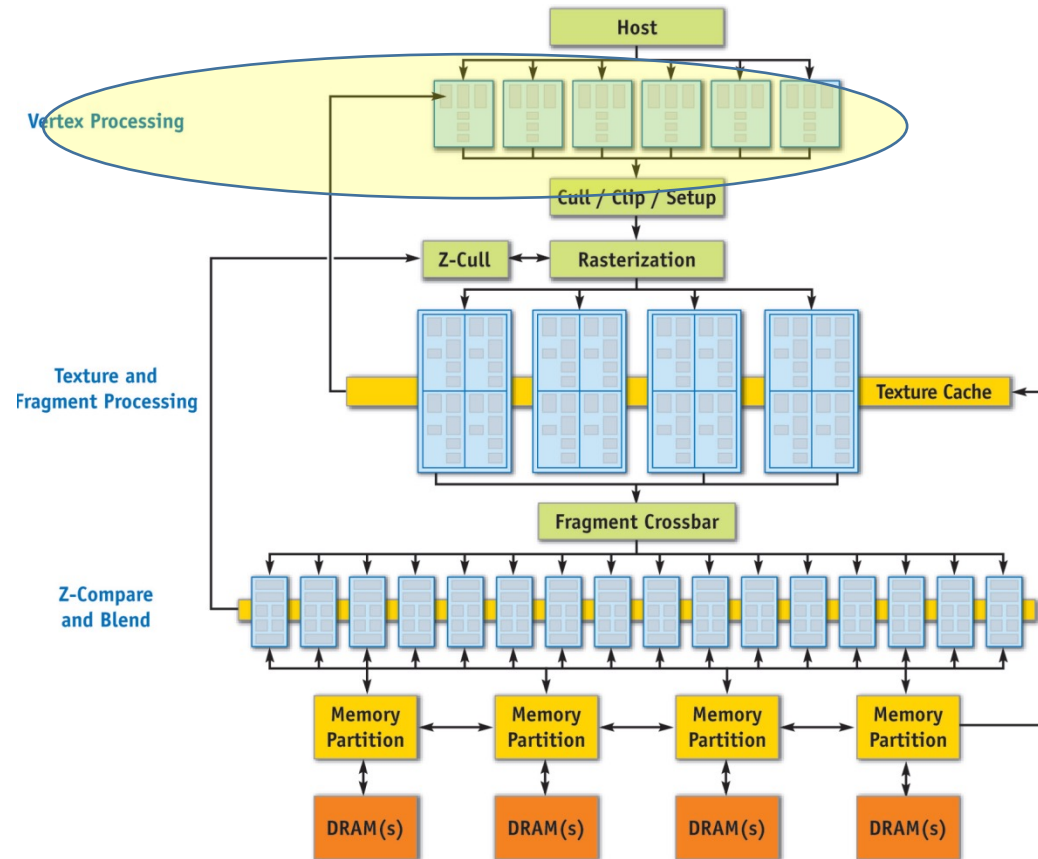 Host
Vertex Processing
Cull / Clip / Setup
Z-Cull
Rasterization
Texture and
Fragment Processing
Texture Cache
Fragment Crossbar
Z-Compare
and Blend
Memory
Partition
Memory
Partition
Memory
Partition
Memory
Partition
DRAM(s)
DRAM(s)
DRAM(s)
DRAM(s)